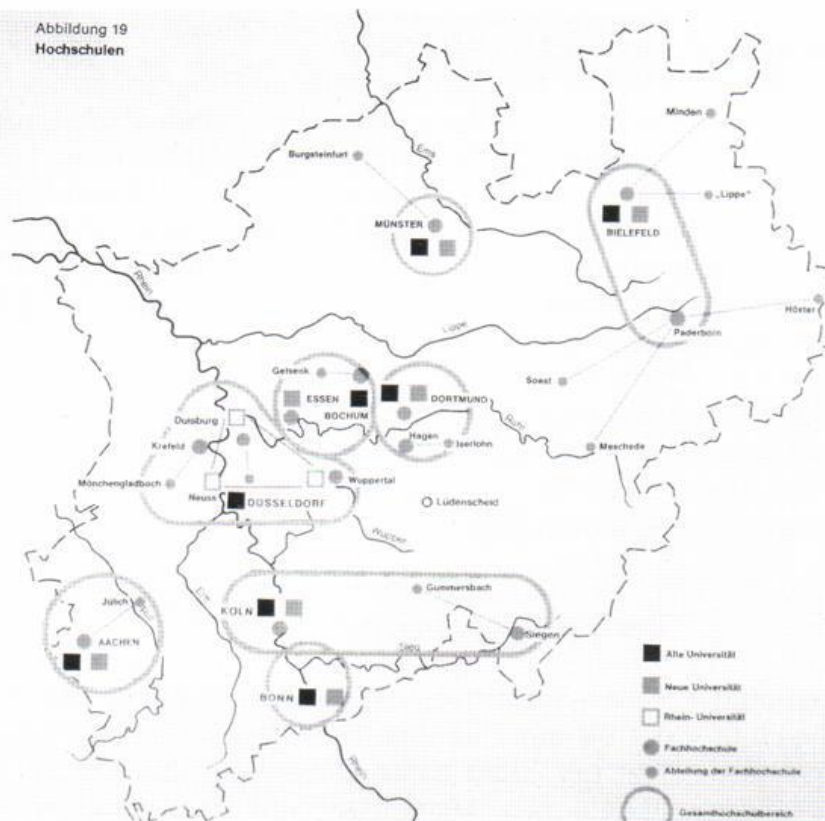 Abbildung 19
Hochschulen
Minden
Burgsteinfurt
Ems
„Lippe"
MÜNSTER
BIELEFELD
Rhein
Höxter
Lippe
Paderborn
Gelsenk
Soest
ESSEN
DORTMUND
BOCHUM
Duisburg
Ruhr
Hagen
Iserlohn
Krefeld
Meschede
Mönchengladbach
Wuppertal
Neuss
DÜSSELDORF
Lüdenscheid
Wupper
Erft
Gummersbach
Jülich
KÖLN
Siegen
AACHEN
Sieg
Alte Universität
BONN
Neue Universität
Rhein- Universität
Fachhochschule
Rhein
Abteilung der Fachhochschule
Gesamthochschulbereich